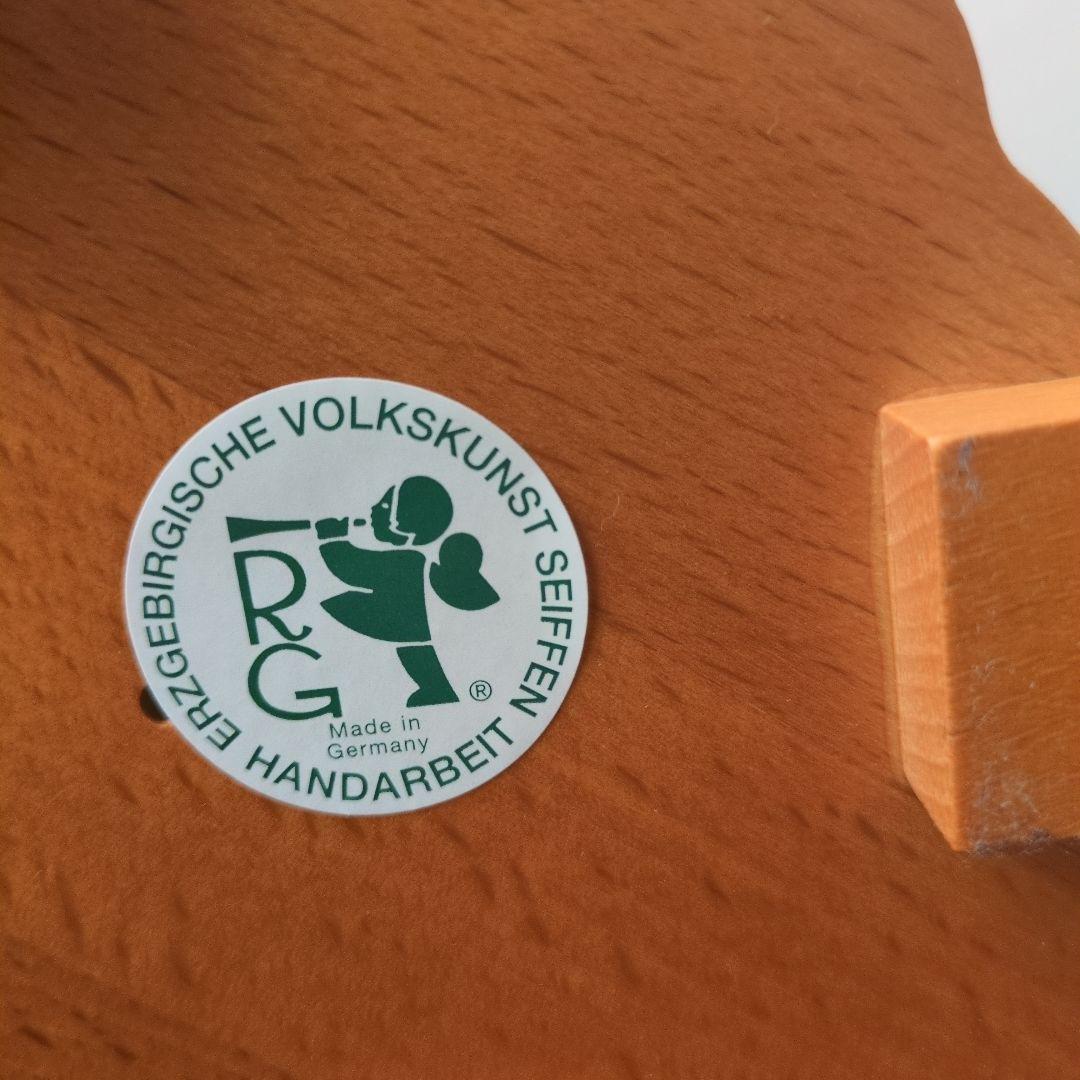 ERZGEBIRGISCHE VOLKSKUNST SEIFFEN
RG
®
Made in
Germany
HANDARBEIT